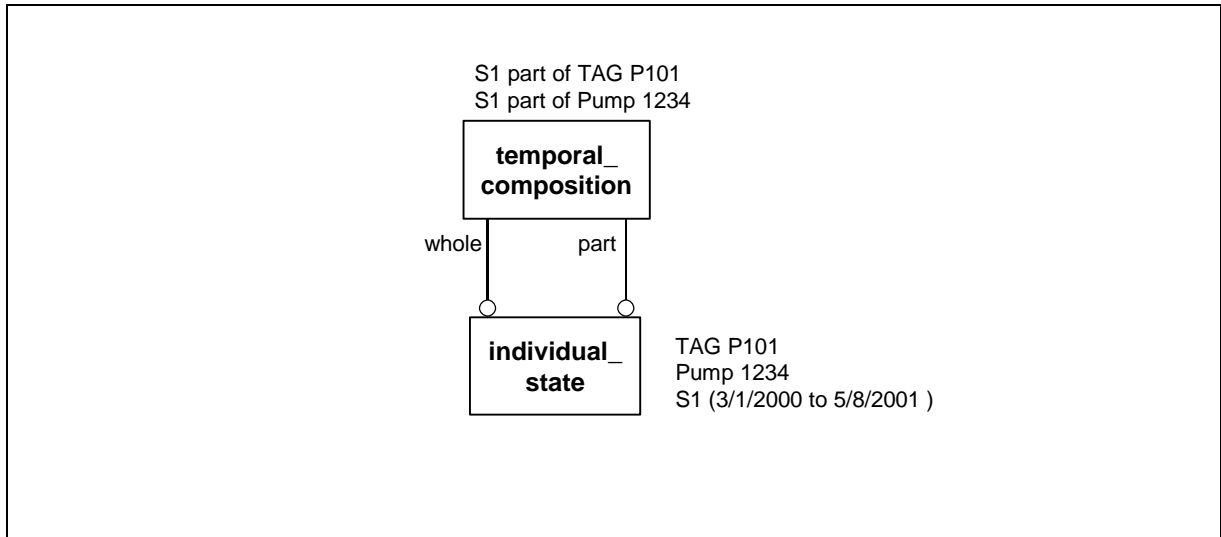 S1 part of TAG P101
S1 part of Pump 1234
temporal_
composition
whole
part
individual_
state
TAG P101
Pump 1234
S1 (3/1/2000 to 5/8/2001 )